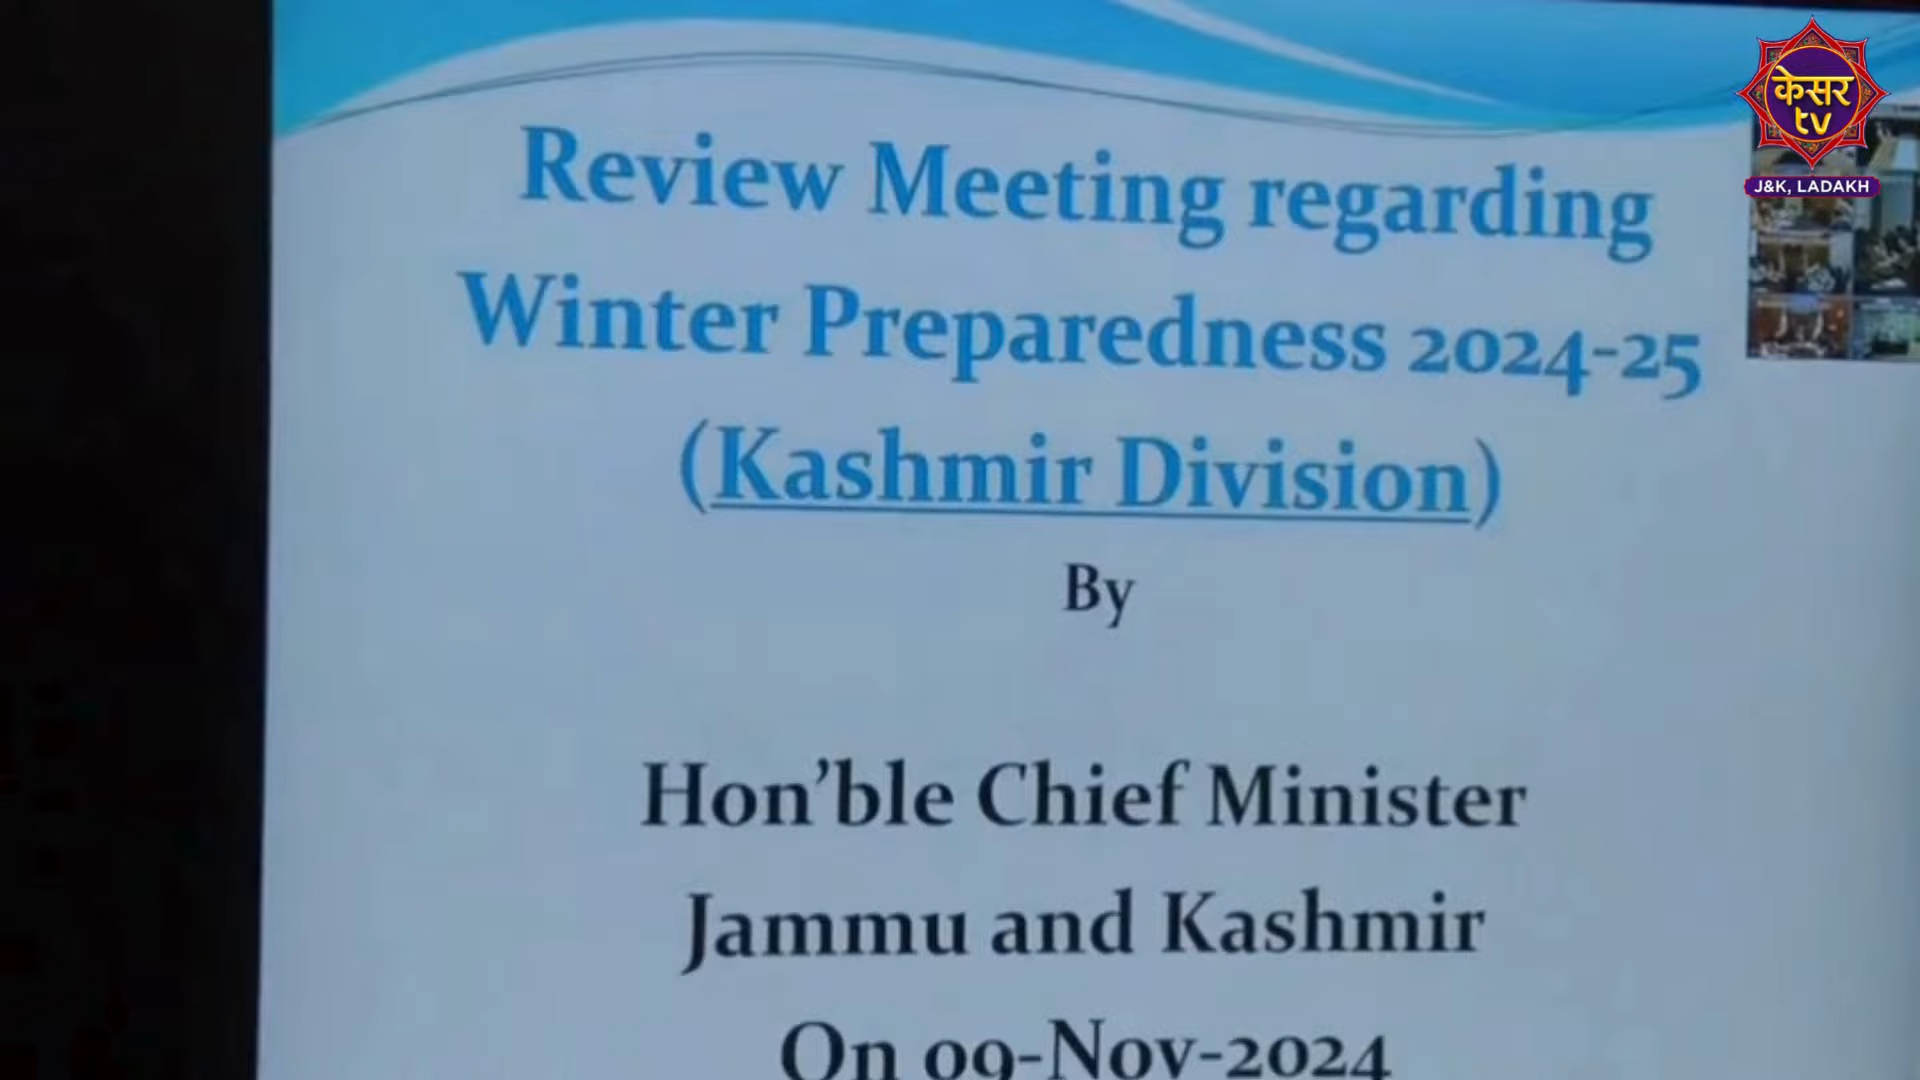 केसर
tv
J&K, LADAKH
Review Meeting regarding
Winter Preparedness 2024-25
(Kashmir Division)
By
Hon'ble Chief Minister
Jammu and Kashmir
On 09-Nov-2024